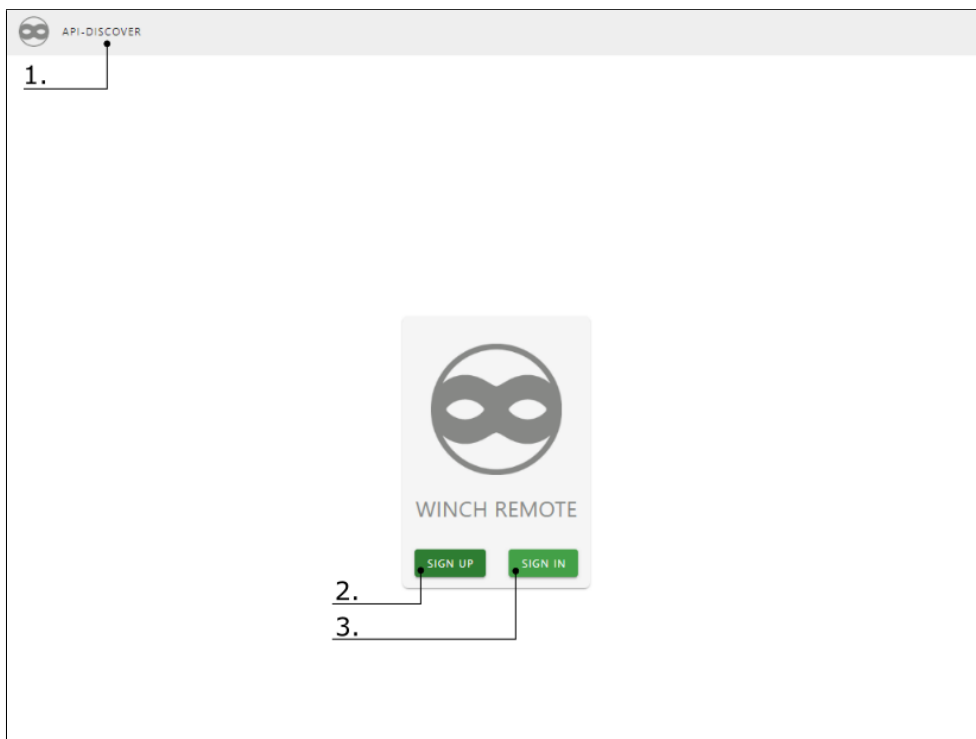 API-DISCOVER
1.
WINCH REMOTE
SIGN UP
SIGN IN
2.
3.